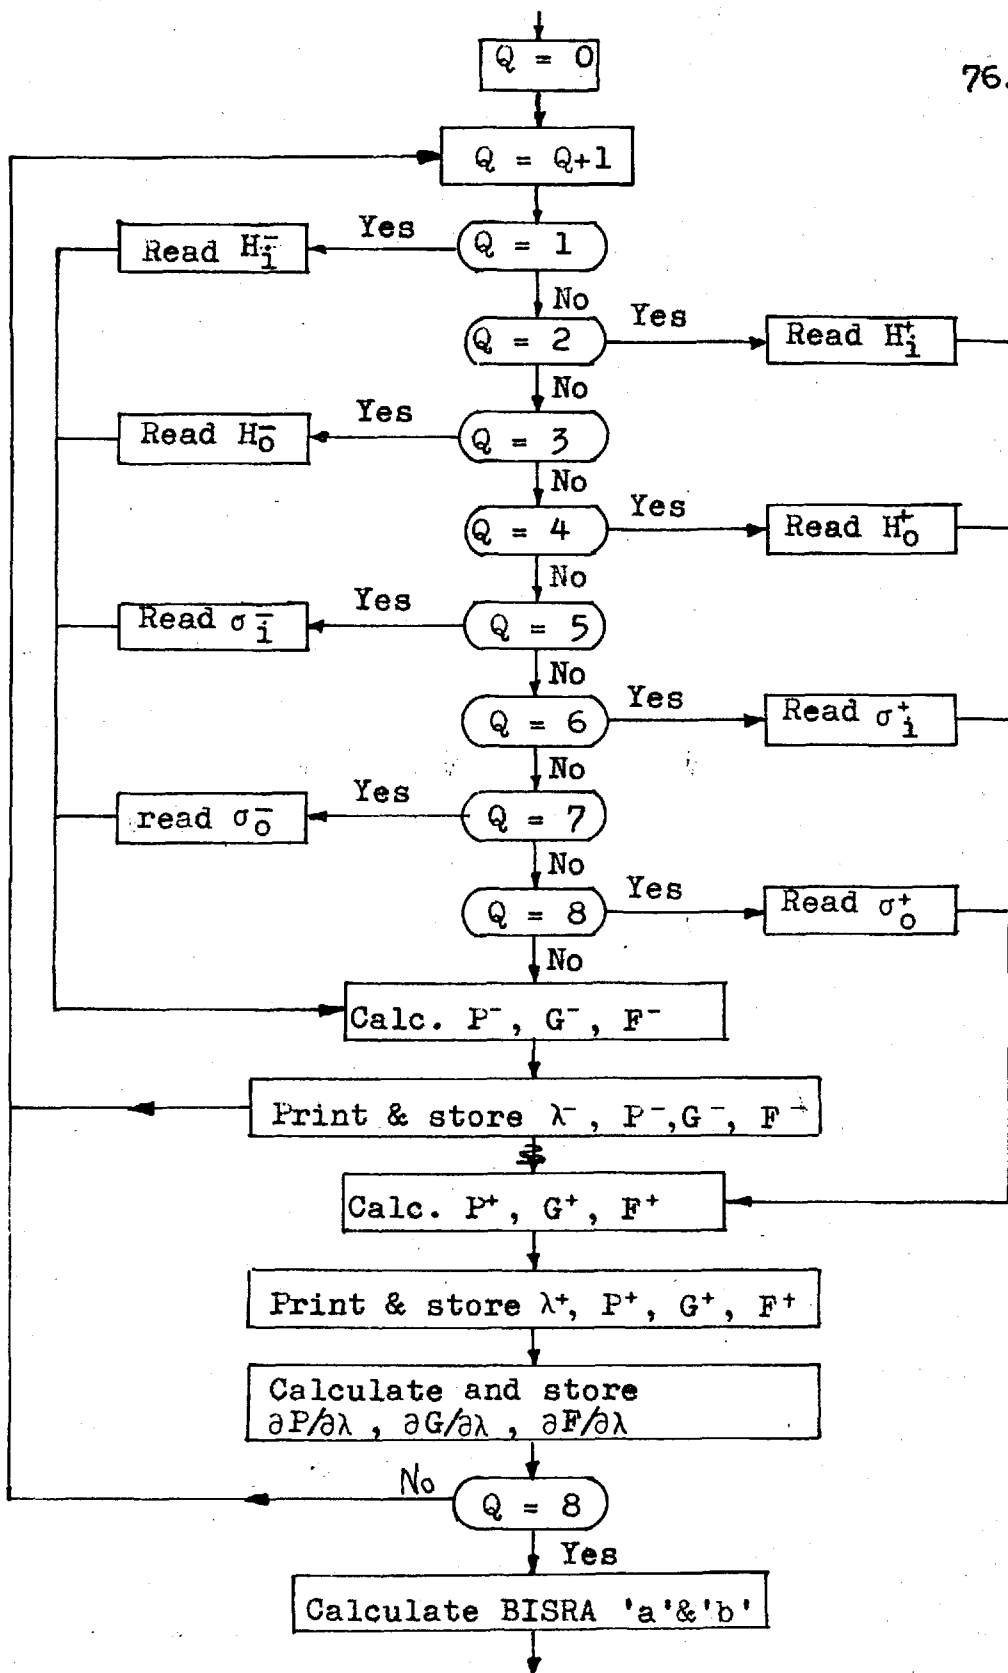 Q = 0
76.
Q = Q+1
Yes
Q = 1
Read H¯i
No
Yes
Q = 2
Read H⁺i
No
Yes
Q = 3
Read H¯o
No
Yes
Q = 4
Read H⁺o
No
Yes
Q = 5
Read σ¯i
No
Yes
Q = 6
Read σ⁺i
No
Yes
Q = 7
read σ¯o
No
Yes
Q = 8
Read σ⁺o
No
Calc. P⁻, G⁻, F⁻
Print & store λ⁻, P⁻,G⁻, F⁻
Calc. P⁺, G⁺, F⁺
Print & store λ⁺, P⁺, G⁺, F⁺
Calculate and store
∂P/∂λ , ∂G/∂λ , ∂F/∂λ
No
Q = 8
Yes
Calculate BISRA 'a'&'b'